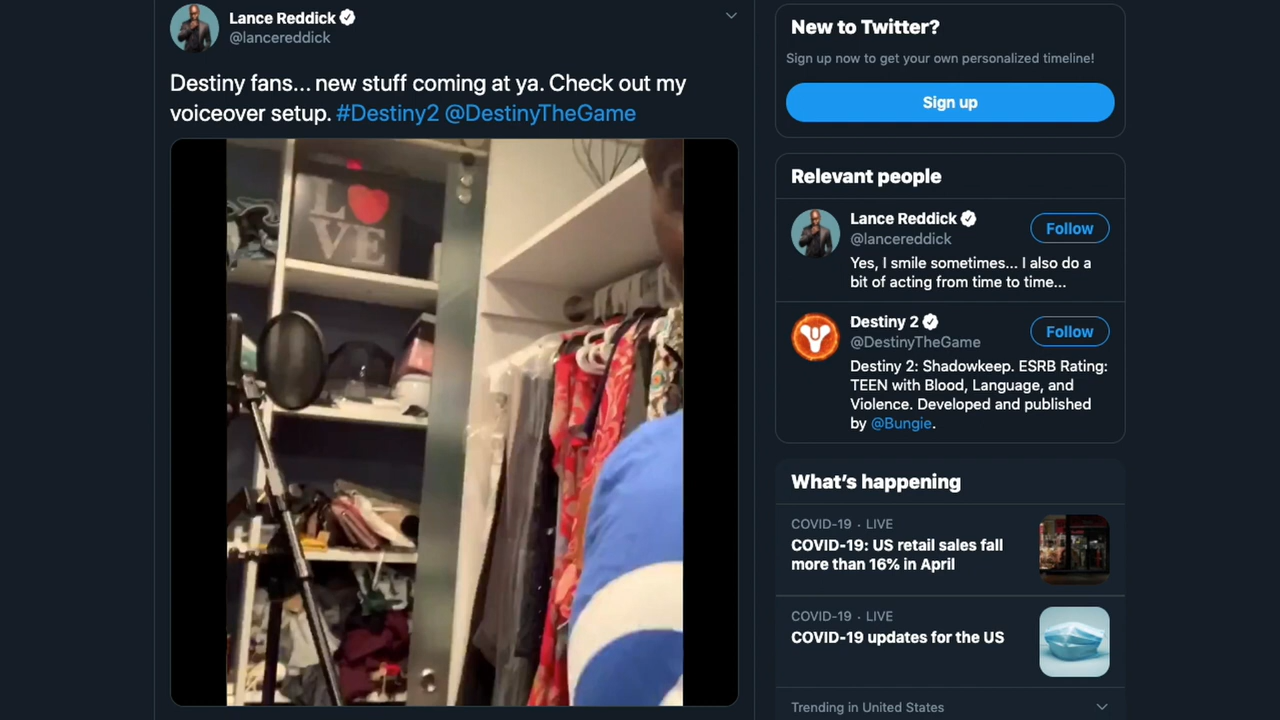 Lance Reddick
@lancereddick
Destiny fans... new stuff coming at ya. Check out my
voiceover setup. #Destiny2 @DestinyTheGame
L VE
New to Twitter?
Sign up now to get your own personalized timeline!
Sign up
Relevant people
Lance Reddick
@lancereddick
Follow
Yes, I smile sometimes... I also do a
bit of acting from time to time...
Destiny 2
@DestinyTheGame
Follow
Destiny 2: Shadowkeep. ESRB Rating:
TEEN with Blood, Language, and
Violence. Developed and published
by @Bungie.
What's happening
COVID-19 · LIVE
COVID-19: US retail sales fall
more than 16% in April
COVID-19 · LIVE
COVID-19 updates for the US
Trending in United States